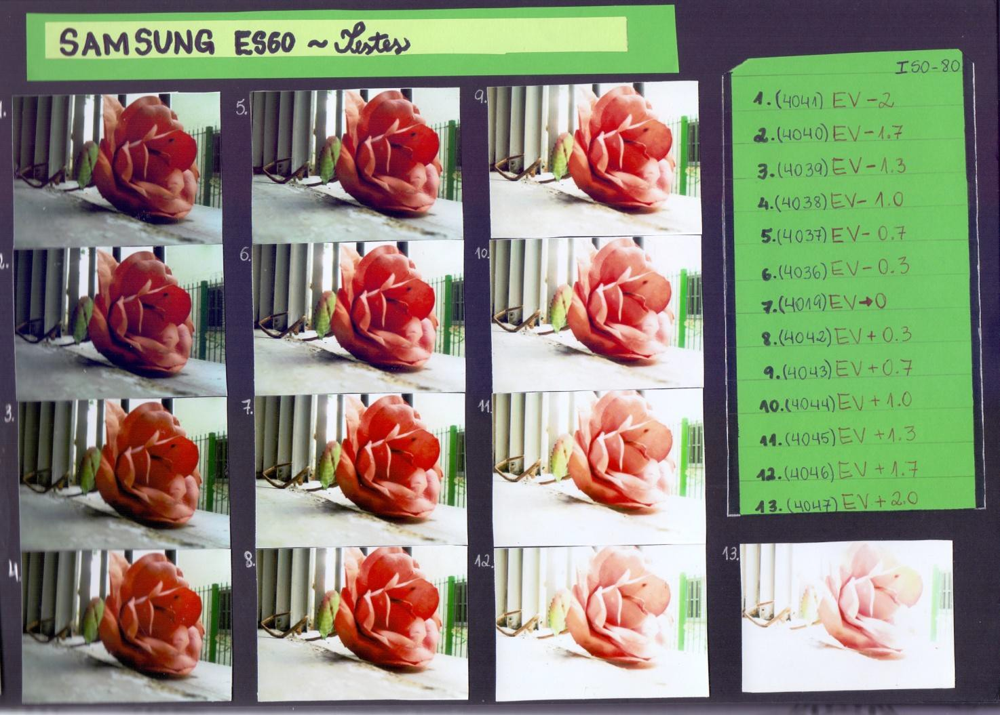 SAMSUNG ES60 ~ Testes
1.
2.
3.
4.
5.
6.
7.
8.
9.
10.
11.
12.
ISO-80
1. (4041) EV -2
2. (4040) EV -1.7
3. (4039) EV -1.3
4. (4038) EV - 1.0
5. (4037) EV - 0.7
6. (4036) EV - 0.3
7. (4019) EV → 0
8. (4042) EV + 0.3
9. (4043) EV + 0.7
10. (4044) EV + 1.0
11. (4045) EV +1.3
12. (4046) EV +1.7
13. (4047) EV + 2.0
13.